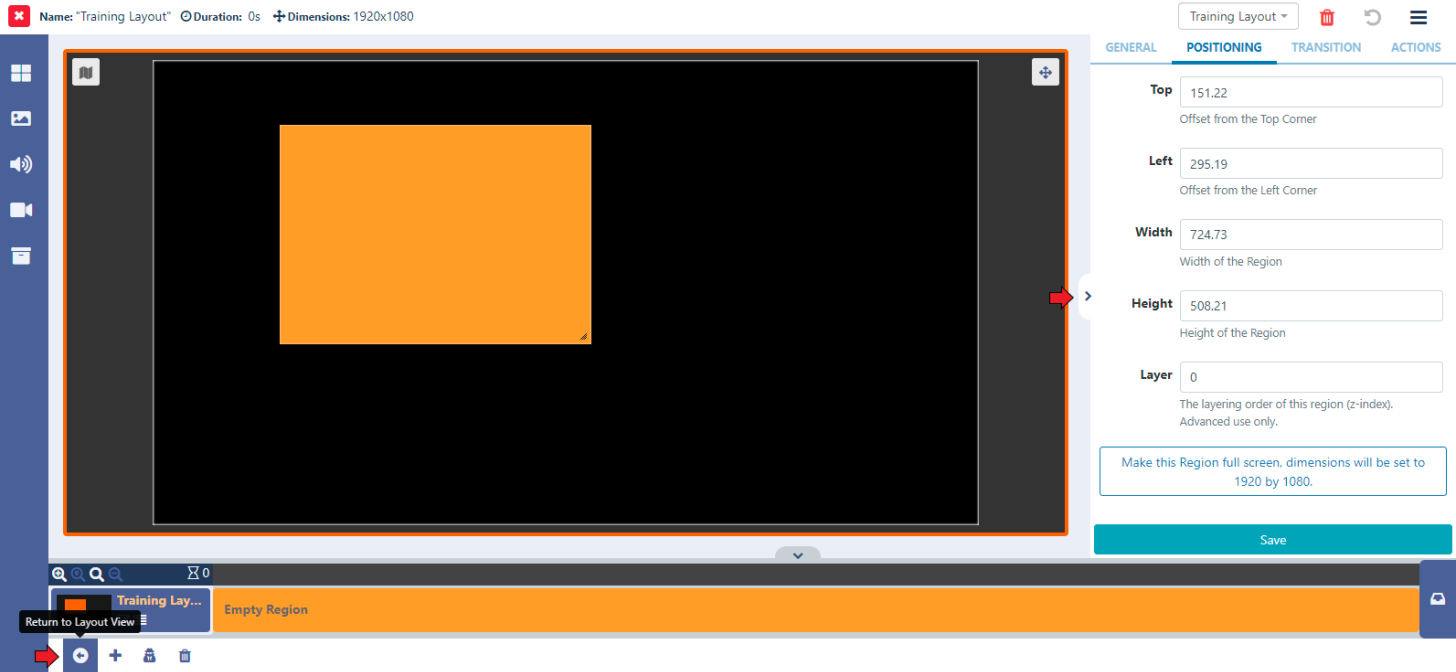 Name: "Training Layout" Duration: 0s Dimensions: 1920x1080
Training Layout
GENERAL POSITIONING TRANSITION ACTIONS
Top 151.22
Offset from the Top Corner
Left 295.19
Offset from the Left Corner
Width 724.73
Width of the Region
Height 508.21
Height of the Region
Layer 0
The layering order of this region (z-index).
Advanced use only.
Make this Region full screen, dimensions will be set to
1920 by 1080.
Save
0
Training Lay...
Empty Region
Return to Layout View